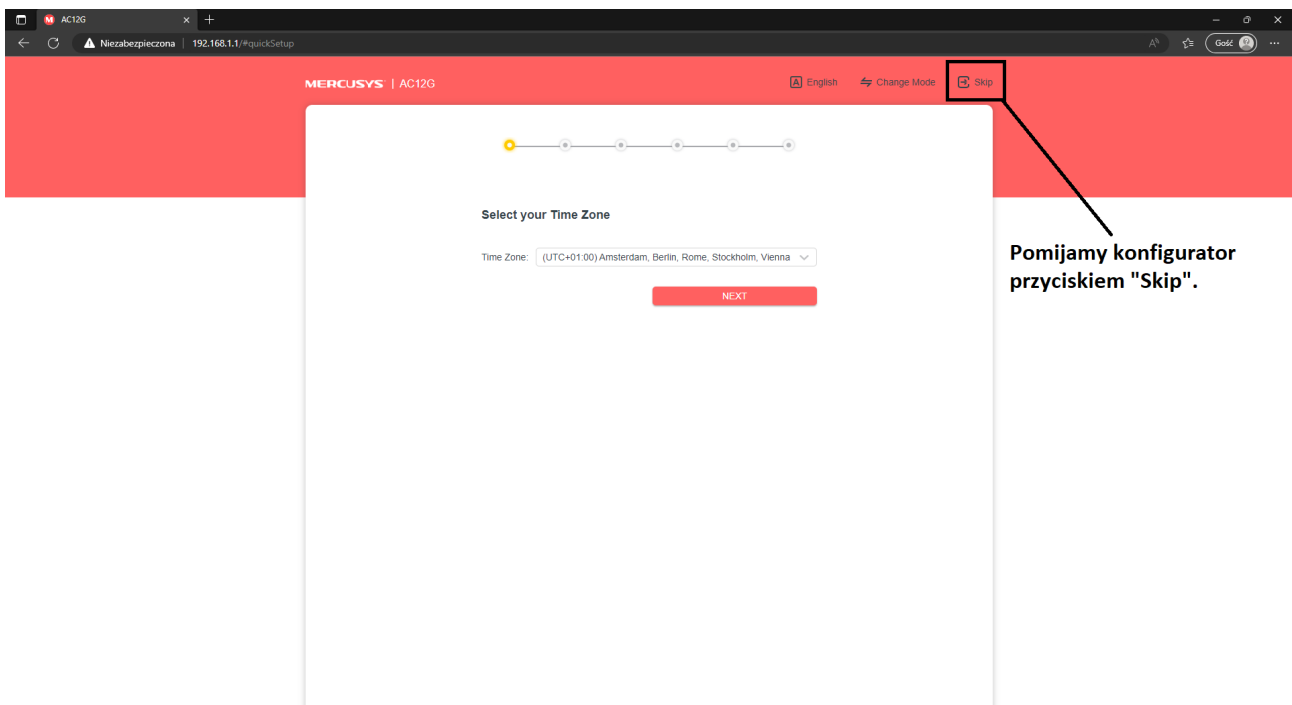 AC12G
Niezabezpieczona | 192.168.1.1/#quickSetup
Gość
MERCUSYS | AC12G
English
Change Mode
Skip
Select your Time Zone
Time Zone: (UTC+01:00) Amsterdam, Berlin, Rome, Stockholm, Vienna
NEXT
Pomijamy konfigurator
przyciskiem "Skip".